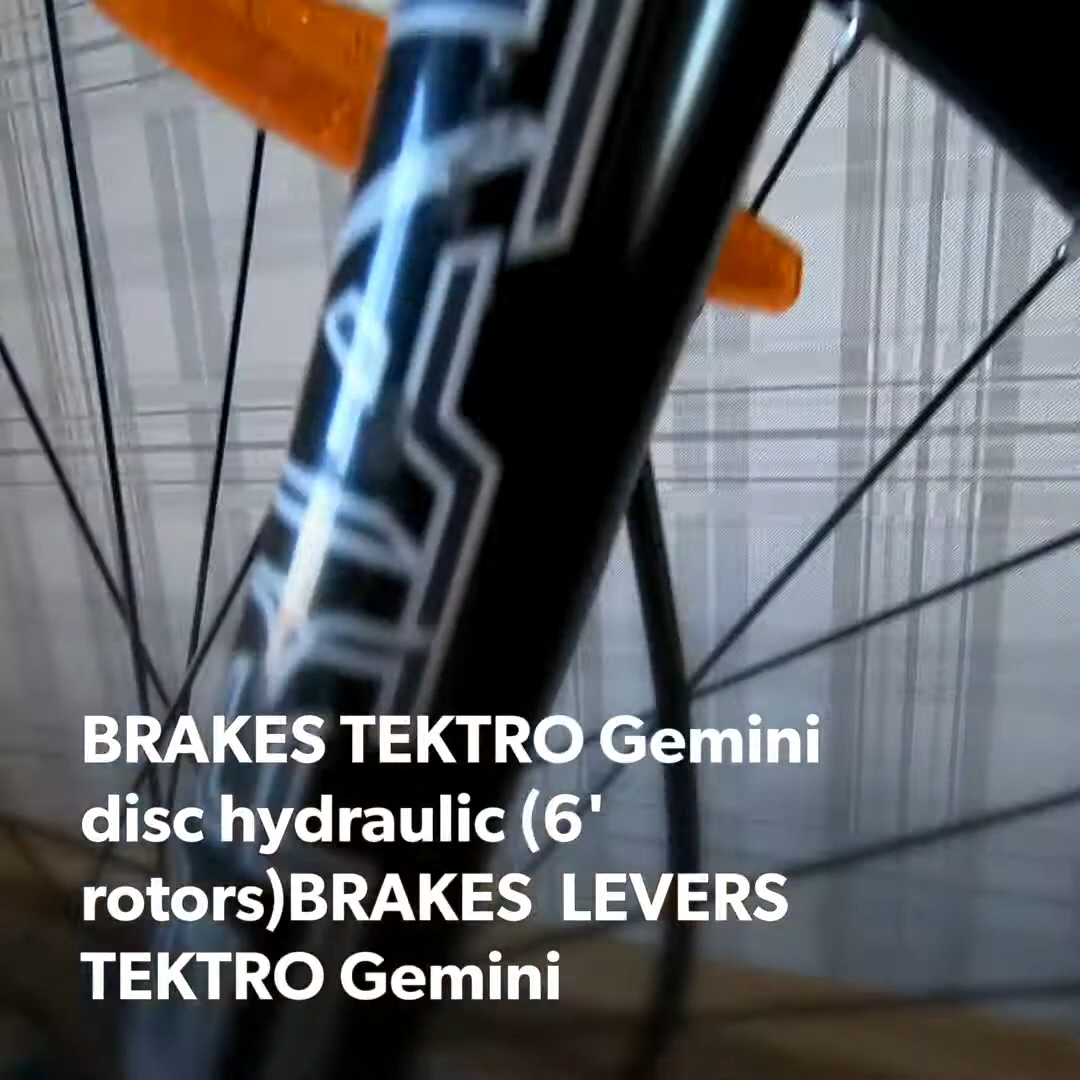 BRAKES TEKTRO Gemini
disc hydraulic (6'
rotors)BRAKES  LEVERS
TEKTRO Gemini